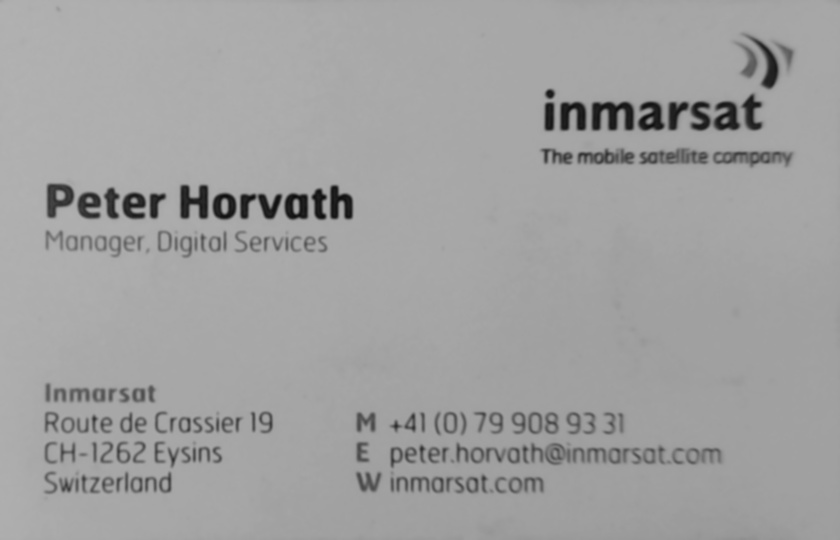 inmarsat
The mobile satellite company
Peter Horvath
Manager, Digital Services
Inmarsat
Route de Crassier 19
CH-1262 Eysins
Switzerland
M +41 (0) 79 908 93 31
E peter.horvath@inmarsat.com
W inmarsat.com